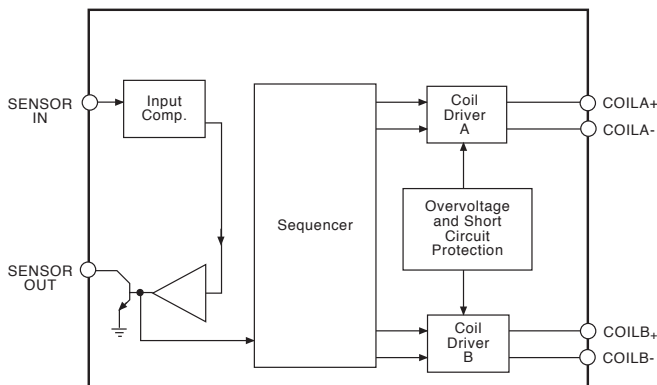 SENSOR
IN
Input
Comp.
Coil
Driver
A
COILA+
COILA-
Sequencer
Overvoltage
and Short
Circuit
Protection
SENSOR
OUT
Coil
Driver
B
COILB+
COILB-